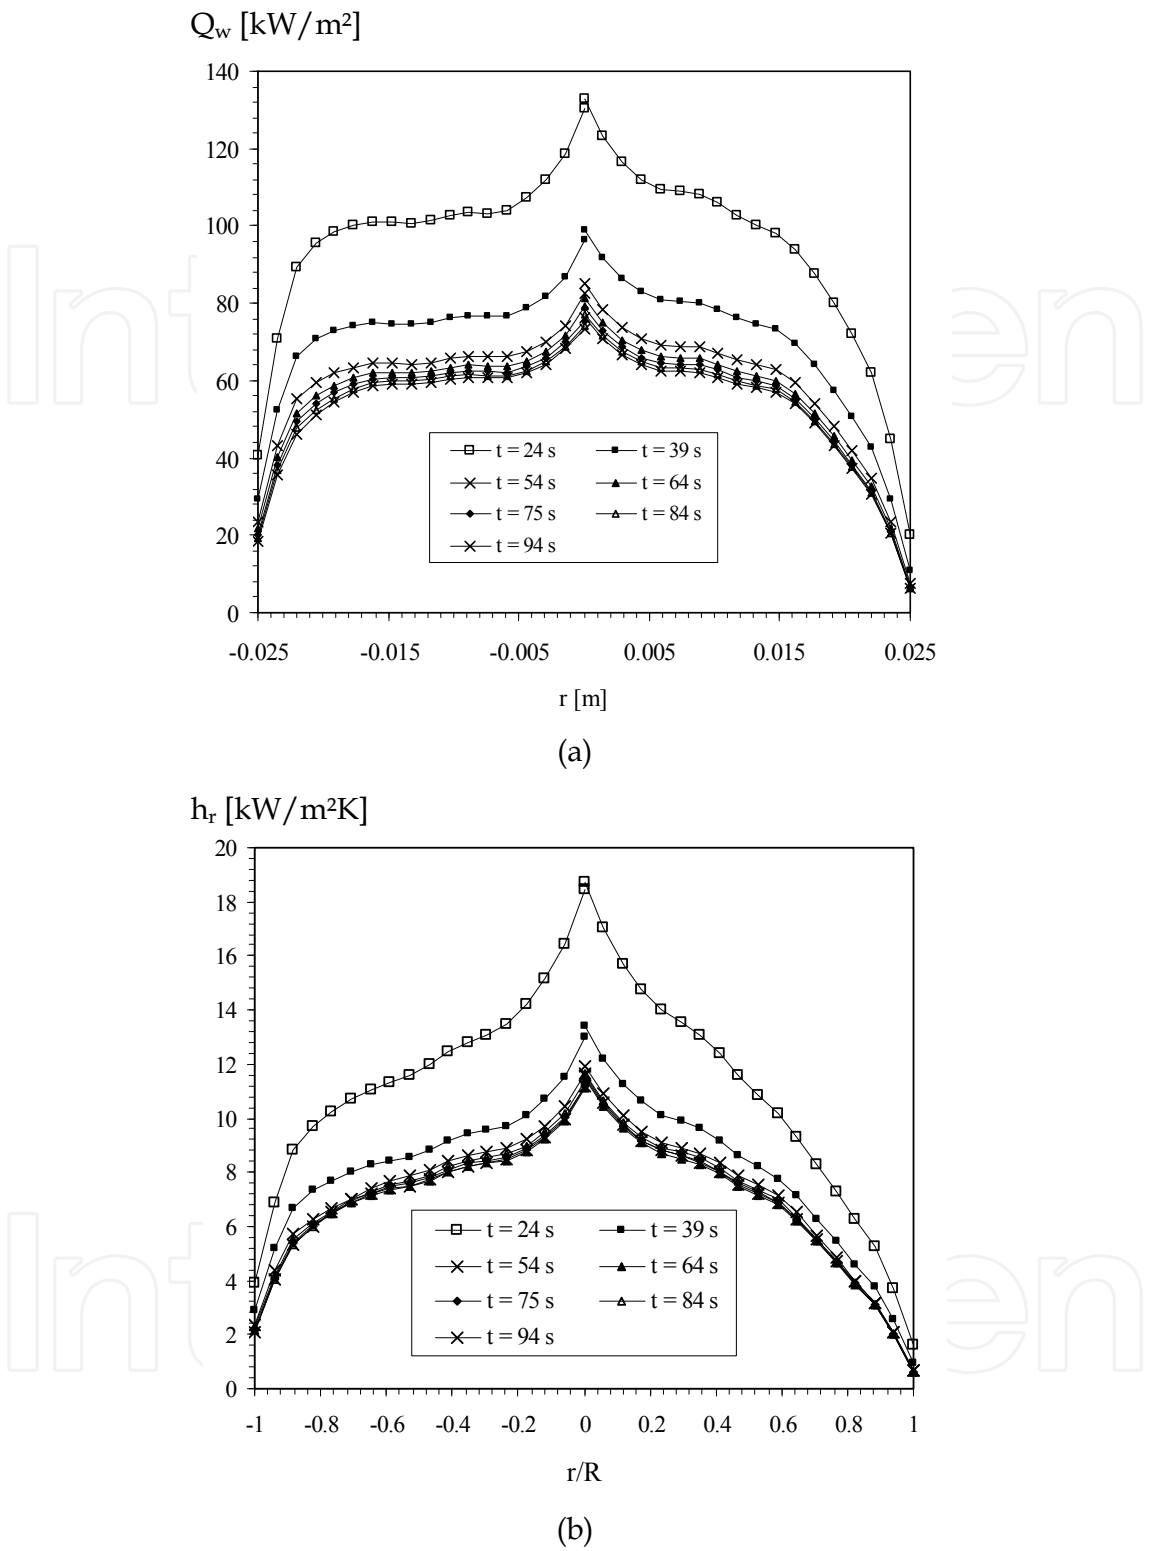 Q_w [kW/m²]
140
120
100
80
60
40
20
0
t = 24 s t = 39 s
t = 54 s t = 64 s
t = 75 s t = 84 s
t = 94 s
-0.025 -0.015 -0.005 0.005 0.015 0.025
r [m]
(a)
h_r [kW/m²K]
20
18
16
14
12
10
8
6
4
2
0
t = 24 s t = 39 s
t = 54 s t = 64 s
t = 75 s t = 84 s
t = 94 s
-1 -0.8 -0.6 -0.4 -0.2 0 0.2 0.4 0.6 0.8 1
r/R
(b)